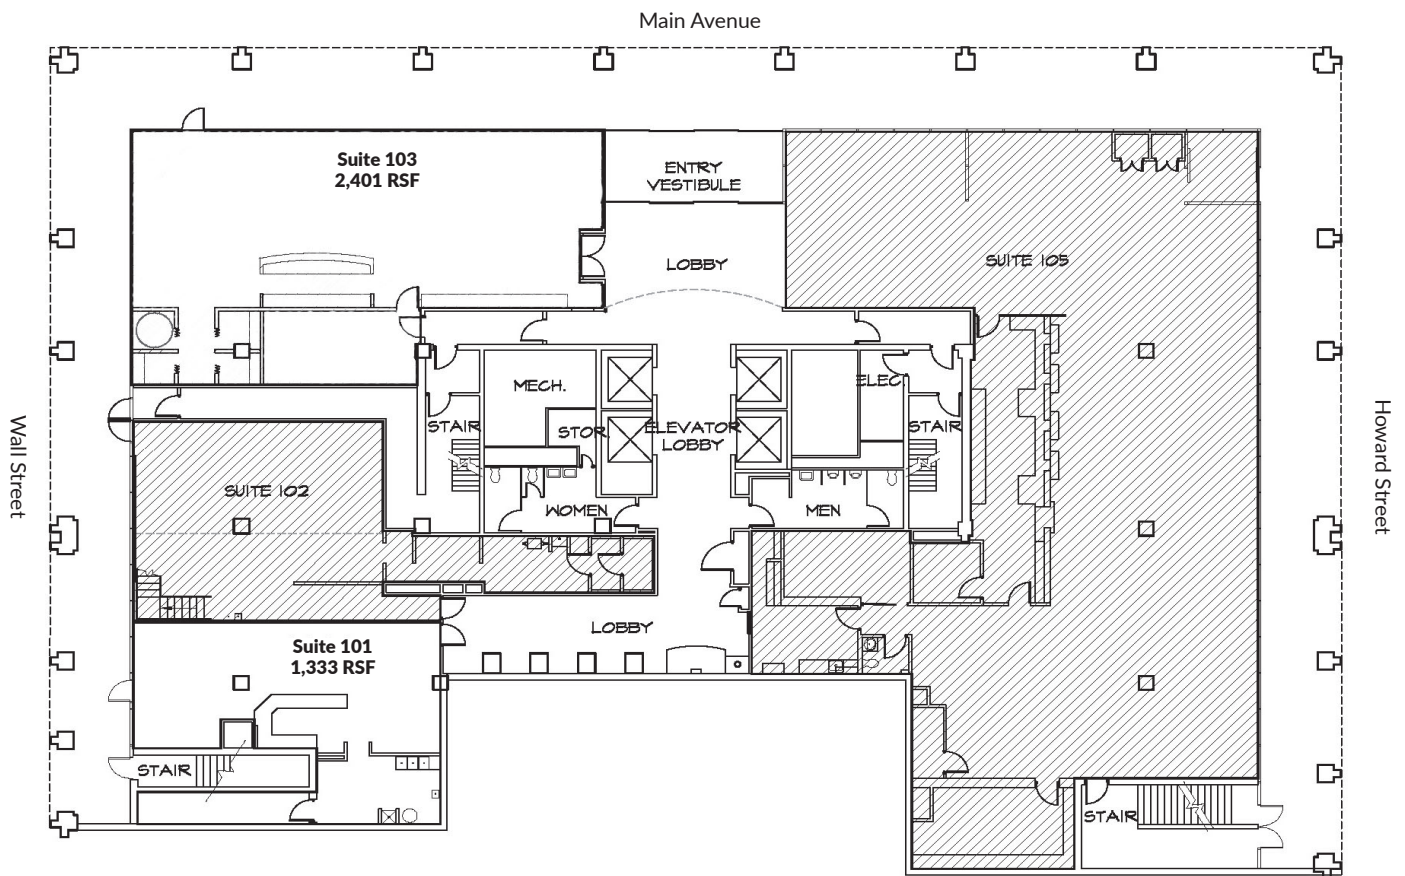 Main Avenue
Suite 103
2,401 RSF
ENTRY
VESTIBULE
LOBBY
SUITE 105
MECH.
ELEC.
STAIR
STOR.
ELEVATOR
LOBBY
STAIR
SUITE 102
WOMEN
MEN
Wall Street
Howard Street
LOBBY
Suite 101
1,333 RSF
STAIR
STAIR